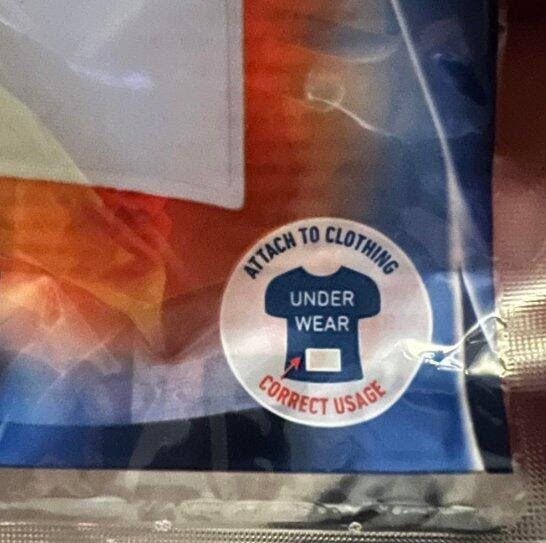 ATTACH TO CLOTHING
UNDER
WEAR
CORRECT USAGE